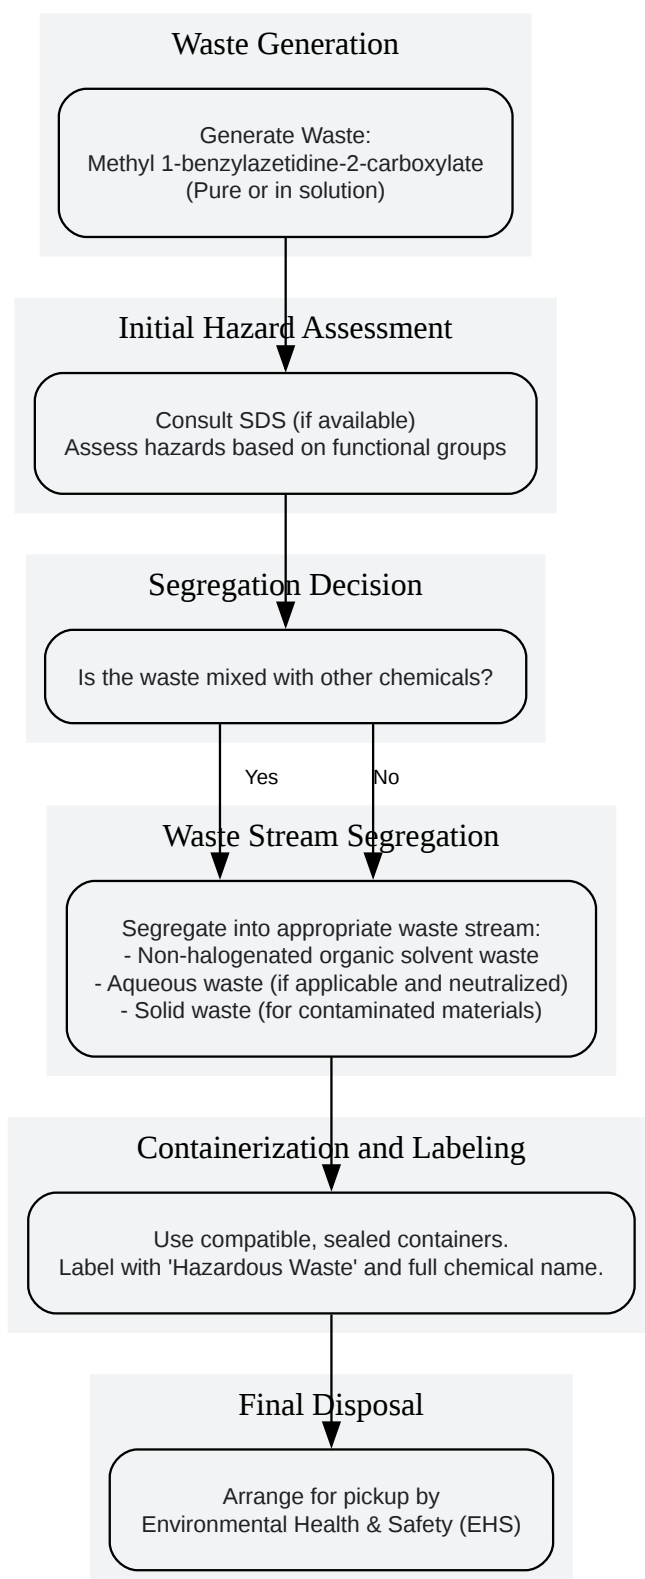 Waste Generation
Generate Waste:
Methyl 1-benzylazetidine-2-carboxylate
(Pure or in solution)
Initial Hazard Assessment
Consult SDS (if available)
Assess hazards based on functional groups
Segregation Decision
Is the waste mixed with other chemicals?
Yes
No
Waste Stream Segregation
Segregate into appropriate waste stream:
- Non-halogenated organic solvent waste
- Aqueous waste (if applicable and neutralized)
- Solid waste (for contaminated materials)
Containerization and Labeling
Use compatible, sealed containers.
Label with 'Hazardous Waste' and full chemical name.
Final Disposal
Arrange for pickup by
Environmental Health & Safety (EHS)